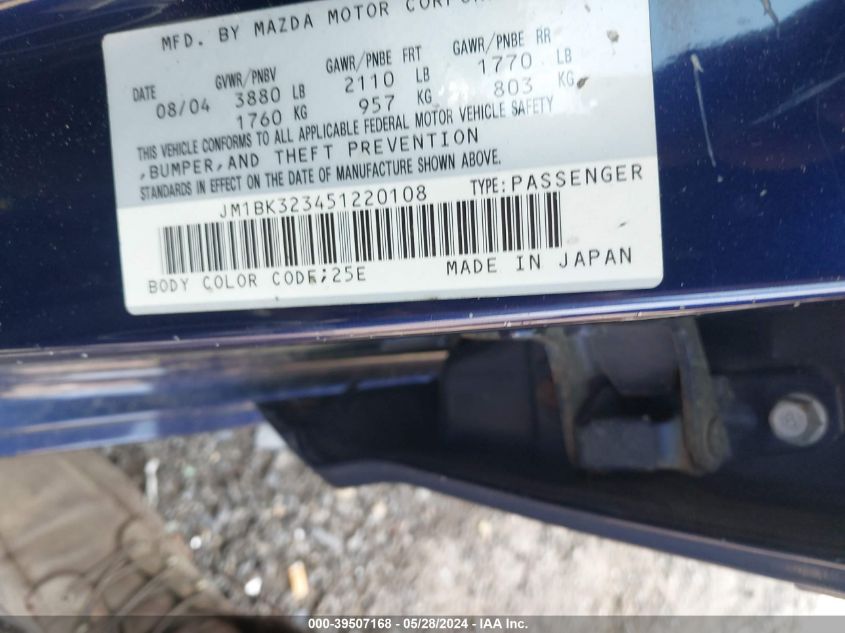 MFD. BY MAZDA MOTOR
DATE GVWR/PNBV GAWR/PNBE FRT GAWR/PNBE RR
08/04 3880 LB 2110 LB 1770 LB
1760 KG 957 KG 803 KG
THIS VEHICLE CONFORMS TO ALL APPLICABLE FEDERAL MOTOR VEHICLE SAFETY
,BUMPER,AND THEFT PREVENTION
STANDARDS IN EFFECT ON THE DATE OF MANUFACTURE SHOWN ABOVE.
JM1BK323451220108 TYPE:PASSENGER
BODY COLOR CODE;25E MADE IN JAPAN
000-39507168 - 05/28/2024 - IAA Inc.